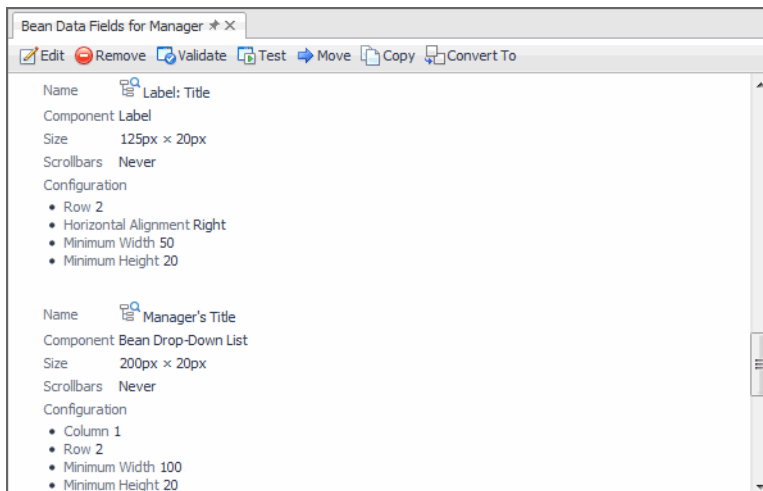 Bean Data Fields for Manager
Edit Remove Validate Test Move Copy Convert To
Name Label: Title
Component Label
Size 125px × 20px
Scrollbars Never
Configuration
• Row 2
• Horizontal Alignment Right
• Minimum Width 50
• Minimum Height 20
Name Manager's Title
Component Bean Drop-Down List
Size 200px × 20px
Scrollbars Never
Configuration
• Column 1
• Row 2
• Minimum Width 100
• Minimum Height 20